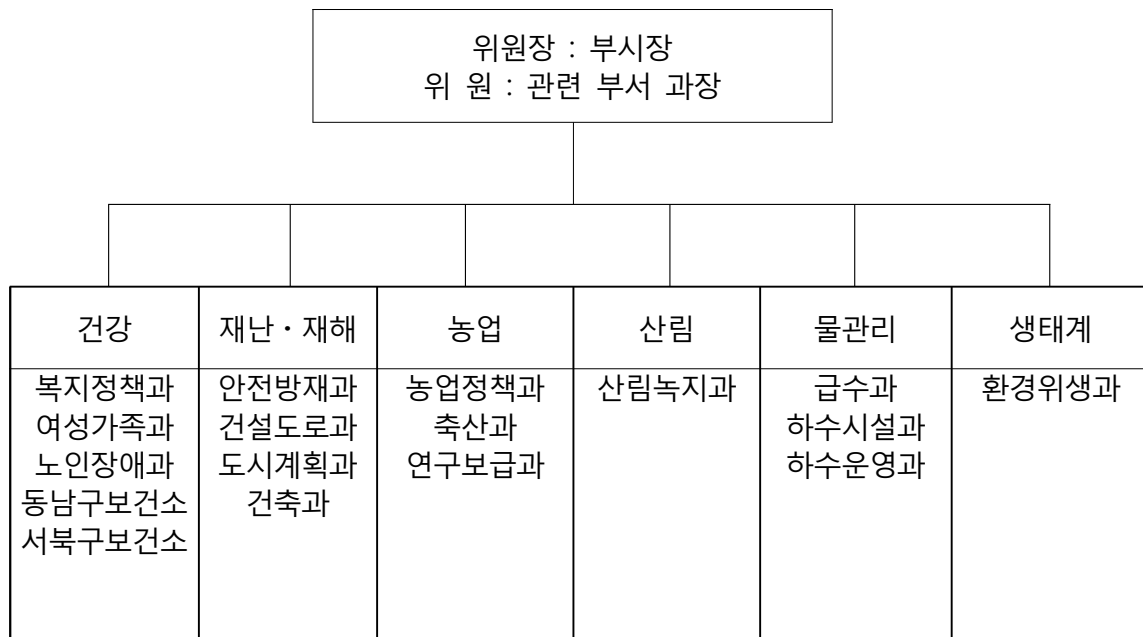 위원장 : 부시장
위 원 : 관련 부서 과장
건강
재난・재해
농업
산림
물관리
생태계
복지정책과
여성가족과
노인장애과
동남구보건소
서북구보건소
안전방재과
건설도로과
도시계획과
건축과
농업정책과
축산과
연구보급과
산림녹지과
급수과
하수시설과
하수운영과
환경위생과